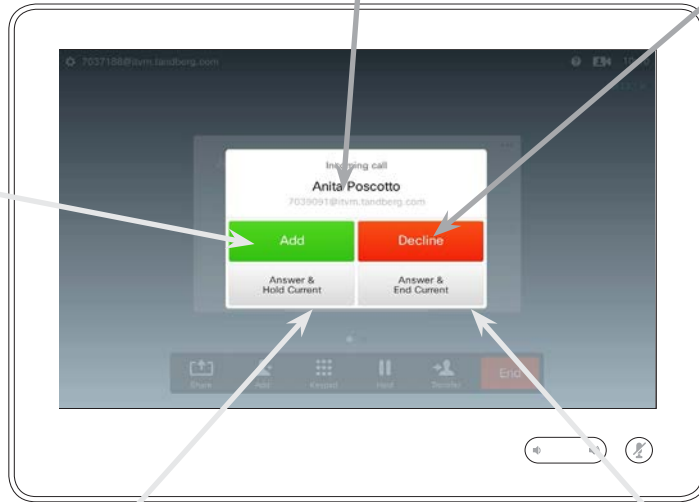 7037188@itvm.tandberg.com
Incoming call
Anita Poscotto
7039091@itvm.tandberg.com
Add
Decline
Answer &
Hold Current
Answer &
End Current
Share
Add
Keypad
Hold
Transfer
End